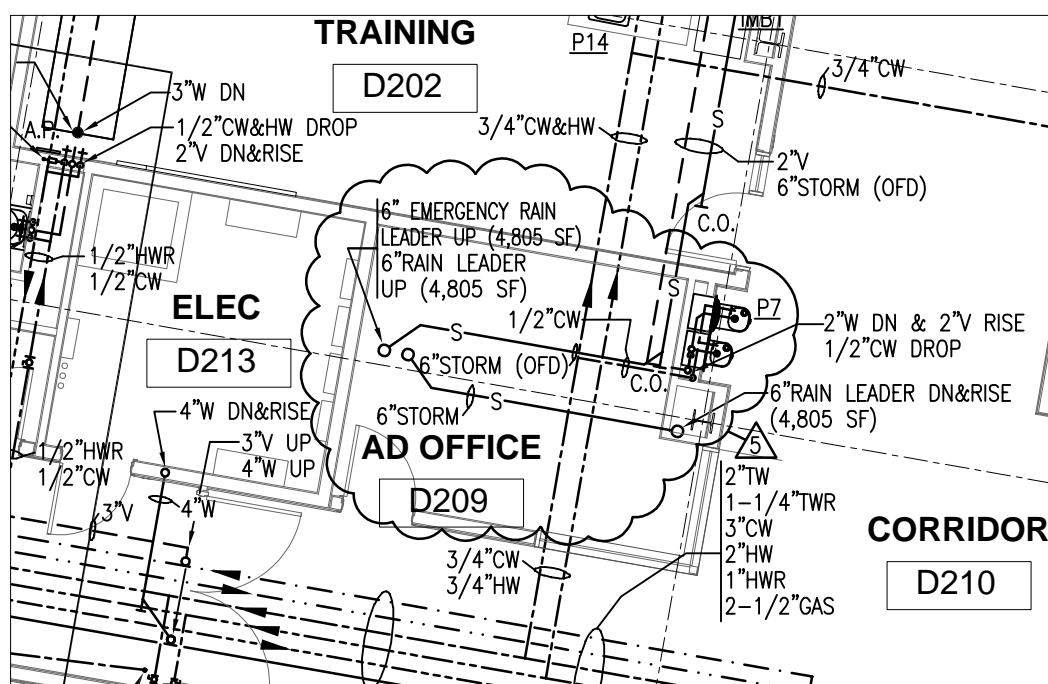 TRAINING
D202
P14
IMB1
3/4"CW
3"W DN
1/2"CW&HW DROP
2"V DN&RISE
3/4"CW&HW
S
2"V
6"STORM (OFD)
C.O.
6" EMERGENCY RAIN
LEADER UP (4,805 SF)
6"RAIN LEADER
UP (4,805 SF)
1/2"HWR
1/2"CW
ELEC
D213
S
1/2"CW
S
P7
2"W DN & 2"V RISE
1/2"CW DROP
6"STORM (OFD)
C.O.
6"STORM
S
6"RAIN LEADER DN&RISE
(4,805 SF)
5
4"W DN&RISE
3"V UP
4"W UP
AD OFFICE
D209
1/2"HWR
1/2"CW
3"V
4"W
2"TW
1-1/4"TWR
3"CW
2"HW
1"HWR
2-1/2"GAS
CORRIDOR
D210
3/4"CW
3/4"HW